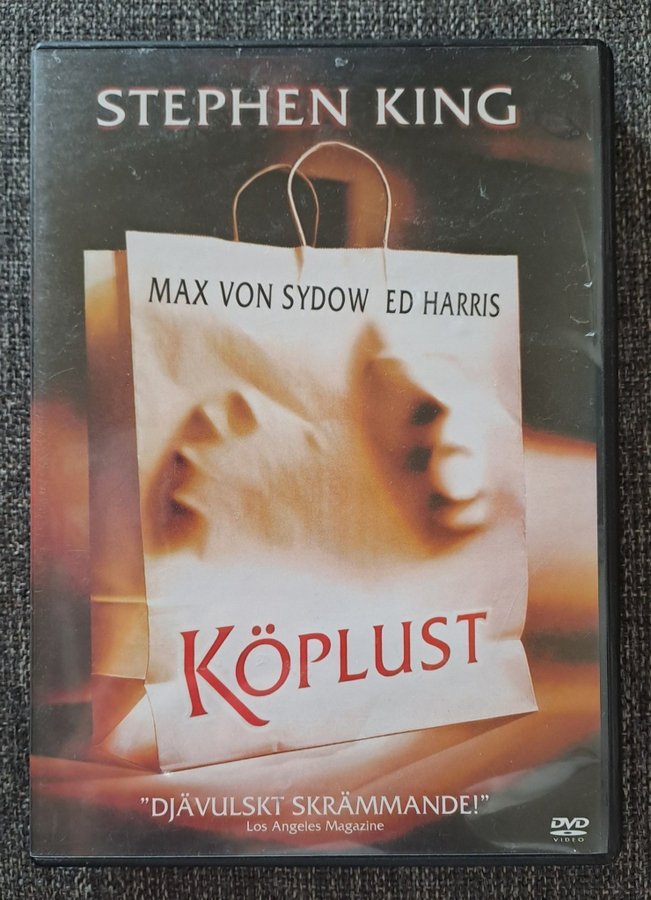 STEPHEN KING
MAX VON SYDOW ED HARRIS
KÖPLUST
"DJÄVULSKT SKRÄMMANDE!"
Los Angeles Magazine
DVD
VIDEO